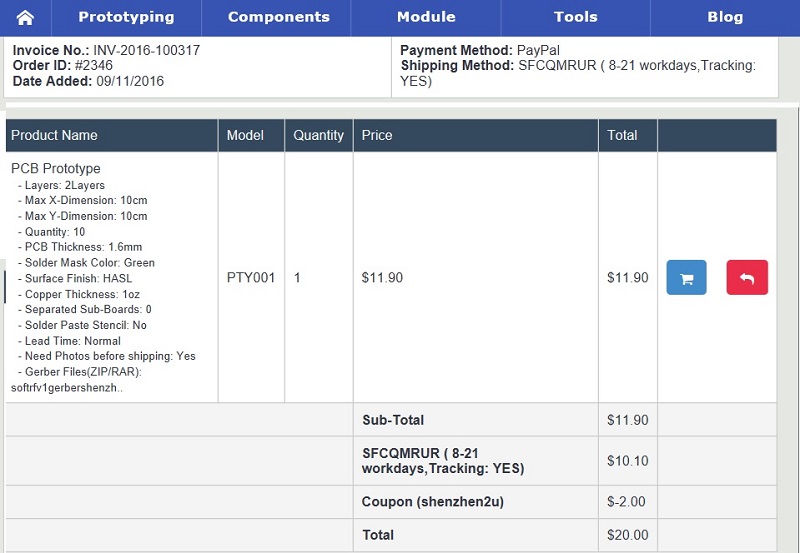 Prototyping Components Module Tools Blog
Invoice No.: INV-2016-100317
Order ID: #2346
Date Added: 09/11/2016
Payment Method: PayPal
Shipping Method: SFCQMRUR ( 8-21 workdays,Tracking:
YES)
Product Name Model Quantity Price Total
PCB Prototype
- Layers: 2Layers
- Max X-Dimension: 10cm
- Max Y-Dimension: 10cm
- Quantity: 10
- PCB Thickness: 1.6mm
- Solder Mask Color: Green
- Surface Finish: HASL
- Copper Thickness: 1oz
- Separated Sub-Boards: 0
- Solder Paste Stencil: No
- Lead Time: Normal
- Need Photos before shipping: Yes
- Gerber Files(ZIP/RAR):
softrfv1gerbershenzh..
PTY001 1 $11.90 $11.90
Sub-Total $11.90
SFCQMRUR ( 8-21
workdays,Tracking: YES) $10.10
Coupon (shenzhen2u) $-2.00
Total $20.00